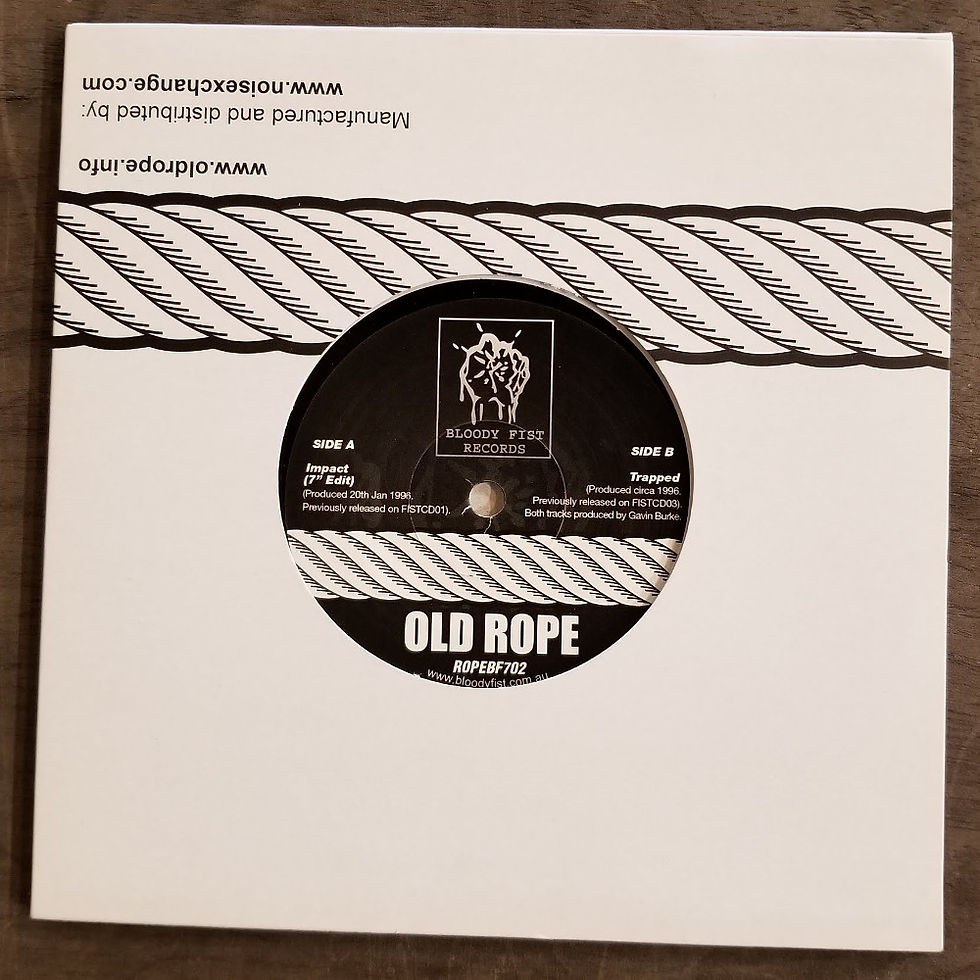 www.oldrope.info
Manufactured and distributed by:
www.noisexchange.com
BLOODY FIST
RECORDS
SIDE A
Impact
(7" Edit)
(Produced 20th Jan 1996.
Previously released on FISTCD01).
SIDE B
Trapped
(Produced circa 1996.
Previously released on FISTCD03).
Both tracks produced by Gavin Burke.
OLD ROPE
ROPEBF702
www.bloodyfist.com.au